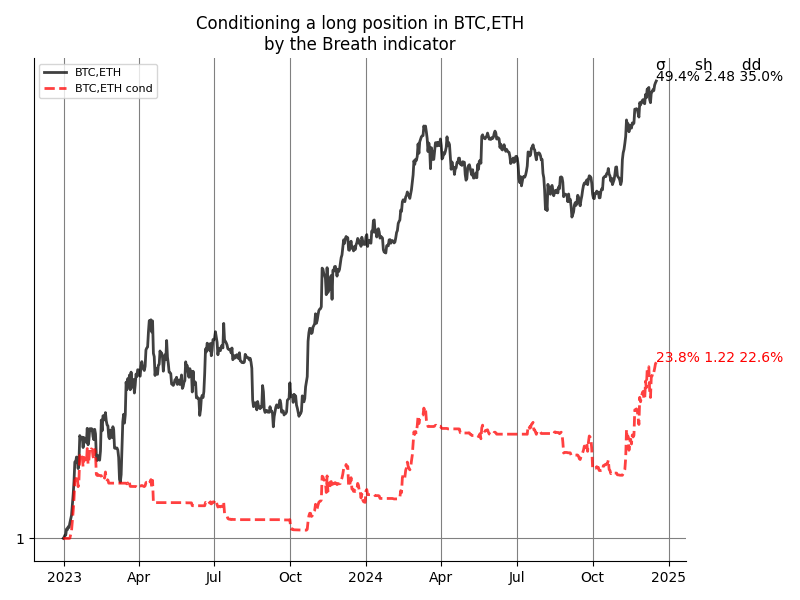 Conditioning a long position in BTC,ETH
by the Breath indicator
σ sh dd
49.4% 2.48 35.0%
BTC,ETH
BTC,ETH cond
23.8% 1.22 22.6%
1
2023 Apr Jul Oct 2024 Apr Jul Oct 2025